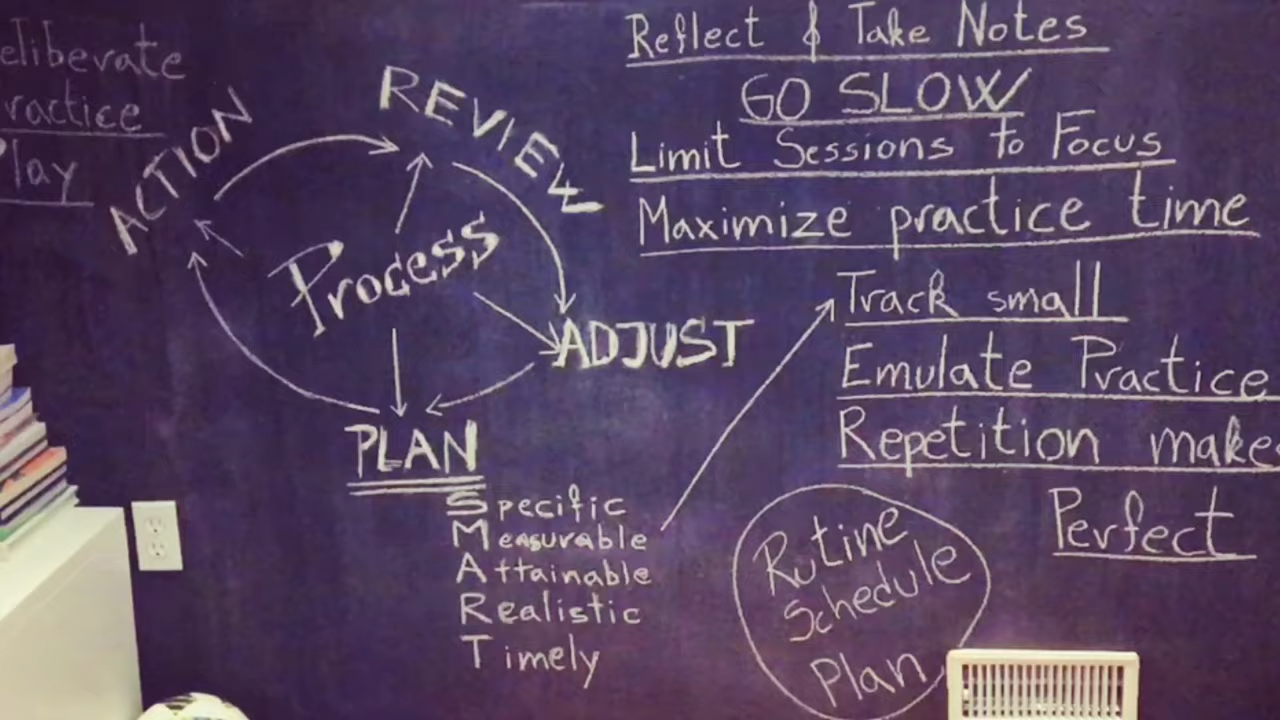 eliberate
ractice
lay
ACTION
REVIEW
Process
ADJUST
PLAN
Specific
Measurable
Attainable
Realistic
Timely
Reflect & Take Notes
GO SLOW
Limit Sessions to Focus
Maximize practice time
Track small
Emulate Practice
Repetition make
Perfect
Rutine
Schedule
Plan